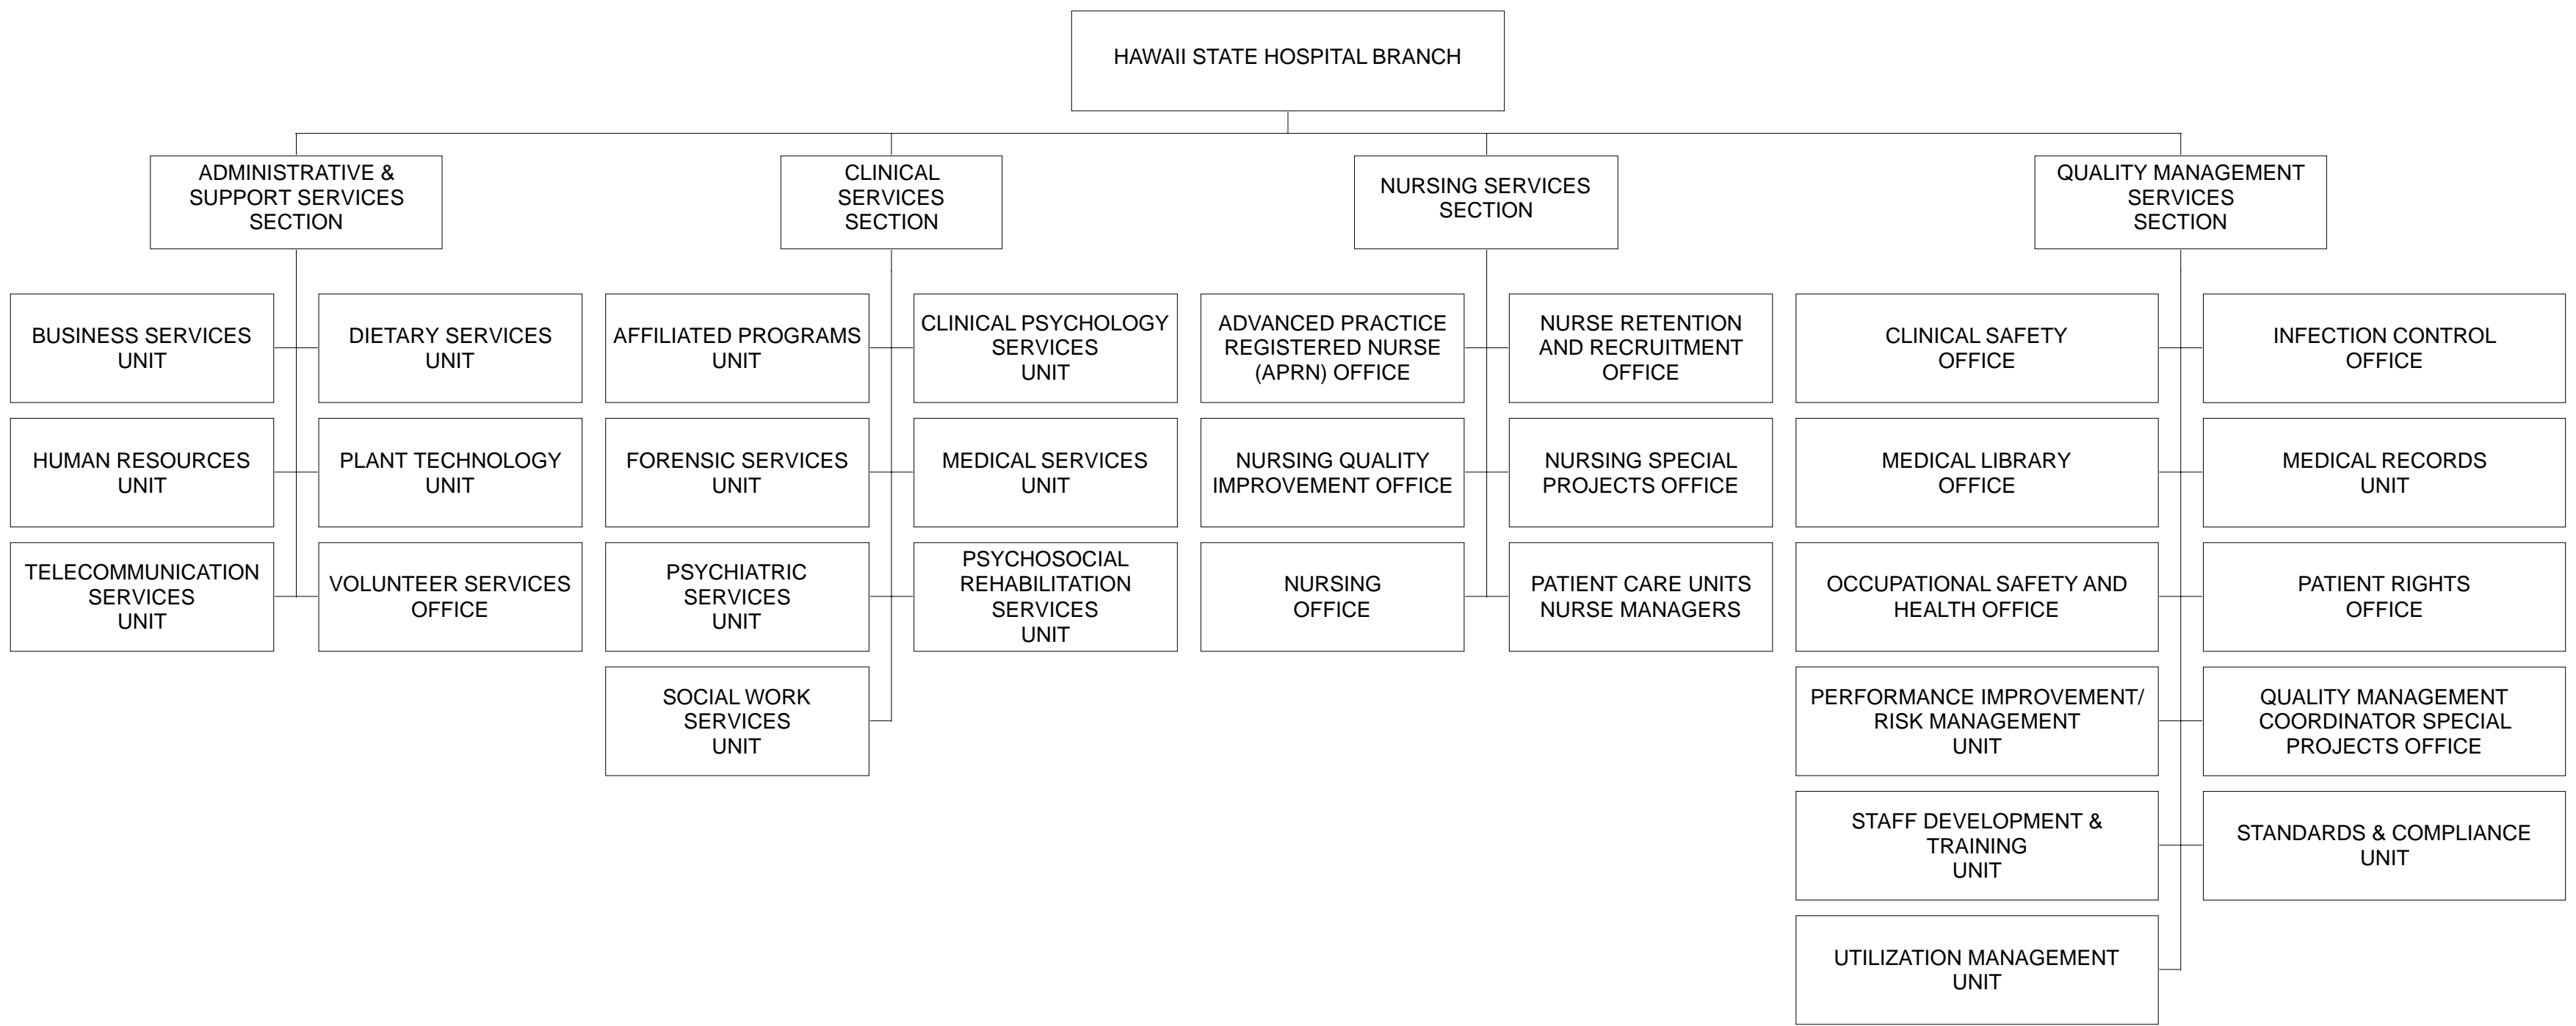 HAWAII STATE HOSPITAL BRANCH
ADMINISTRATIVE &
SUPPORT SERVICES
SECTION
CLINICAL
SERVICES
SECTION
NURSING SERVICES
SECTION
QUALITY MANAGEMENT
SERVICES
SECTION
BUSINESS SERVICES
UNIT
DIETARY SERVICES
UNIT
AFFILIATED PROGRAMS
UNIT
CLINICAL PSYCHOLOGY
SERVICES
UNIT
ADVANCED PRACTICE
REGISTERED NURSE
(APRN) OFFICE
NURSE RETENTION
AND RECRUITMENT
OFFICE
CLINICAL SAFETY
OFFICE
INFECTION CONTROL
OFFICE
HUMAN RESOURCES
UNIT
PLANT TECHNOLOGY
UNIT
FORENSIC SERVICES
UNIT
MEDICAL SERVICES
UNIT
NURSING QUALITY
IMPROVEMENT OFFICE
NURSING SPECIAL
PROJECTS OFFICE
MEDICAL LIBRARY
OFFICE
MEDICAL RECORDS
UNIT
TELECOMMUNICATION
SERVICES
UNIT
VOLUNTEER SERVICES
OFFICE
PSYCHIATRIC
SERVICES
UNIT
PSYCHOSOCIAL
REHABILITATION
SERVICES
UNIT
NURSING
OFFICE
PATIENT CARE UNITS
NURSE MANAGERS
OCCUPATIONAL SAFETY AND
HEALTH OFFICE
PATIENT RIGHTS
OFFICE
SOCIAL WORK
SERVICES
UNIT
PERFORMANCE IMPROVEMENT/
RISK MANAGEMENT
UNIT
QUALITY MANAGEMENT
COORDINATOR SPECIAL
PROJECTS OFFICE
STAFF DEVELOPMENT &
TRAINING
UNIT
STANDARDS & COMPLIANCE
UNIT
UTILIZATION MANAGEMENT
UNIT